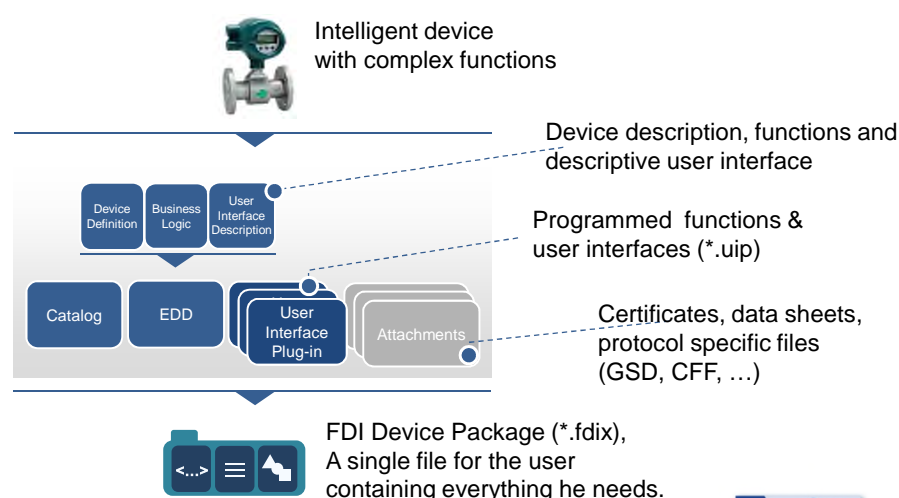 Intelligent device
with complex functions
Device description, functions and
descriptive user interface
Device
Definition
Business
Logic
User
Interface
Description
Programmed functions &
user interfaces (*.uip)
Catalog
EDD
User
Interface
Plug-in
Attachments
Certificates, data sheets,
protocol specific files
(GSD, CFF, …)
<...>
FDI Device Package (*.fdix),
A single file for the user
containing everything he needs.